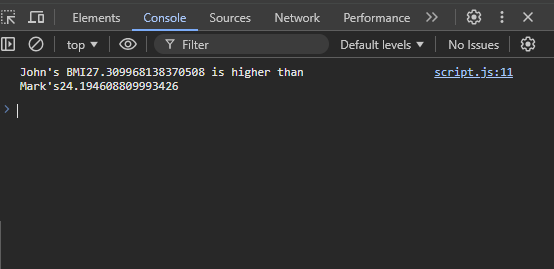 Elements Console Sources Network Performance
top Filter Default levels No Issues
John's BMI27.309968138370508 is higher than script.js:11
Mark's24.194608809993426